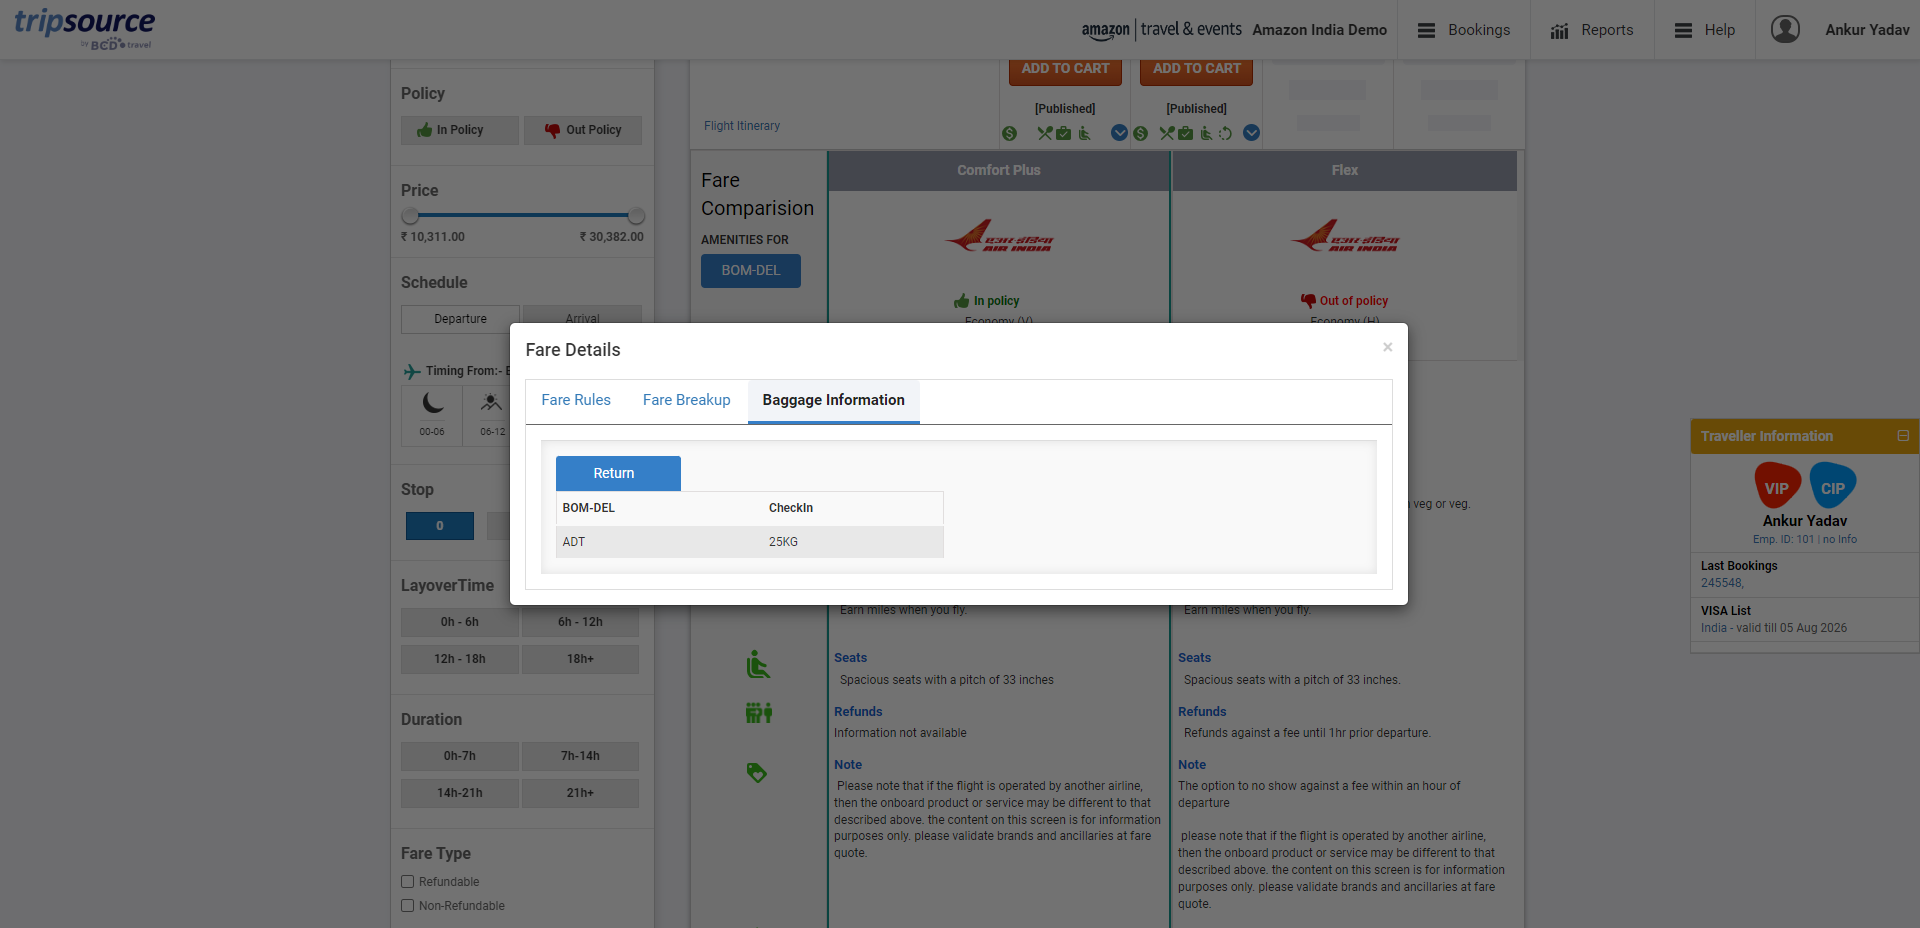 tripsource
by BCD travel
amazon | travel & events
Amazon India Demo
Bookings
Reports
Help
Ankur Yadav
Policy
In Policy
Out Policy
Price
₹ 10,311.00
₹ 30,382.00
Schedule
Departure
Arrival
Timing From:-
00-06
06-12
Stop
0
LayoverTime
0h - 6h
6h - 12h
12h - 18h
18h+
Duration
0h-7h
7h-14h
14h-21h
21h+
Fare Type
Refundable
Non-Refundable
ADD TO CART
ADD TO CART
[Published]
[Published]
Flight Itinerary
Fare
Comparision
AMENITIES FOR
BOM-DEL
Comfort Plus
Flex
एअर-इंडिया
AIR INDIA
एअर-इंडिया
AIR INDIA
In policy
Out of policy
Economy (V)
Economy (H)
Fare Details
×
Fare Rules
Fare Breakup
Baggage Information
Return
BOM-DEL
CheckIn
ADT
25KG
veg or veg.
Earn miles when you fly.
Earn miles when you fly.
Seats
Spacious seats with a pitch of 33 inches
Refunds
Information not available
Note
Please note that if the flight is operated by another airline,
then the onboard product or service may be different to that
described above. the content on this screen is for information
purposes only. please validate brands and ancillaries at fare
quote.
Seats
Spacious seats with a pitch of 33 inches.
Refunds
Refunds against a fee until 1hr prior departure.
Note
The option to no show against a fee within an hour of
departure
please note that if the flight is operated by another airline,
then the onboard product or service may be different to that
described above. the content on this screen is for information
purposes only. please validate brands and ancillaries at fare
quote.
Traveller Information
VIP
CIP
Ankur Yadav
Emp. ID: 101 | no Info
Last Bookings
245548,
VISA List
India - valid till 05 Aug 2026